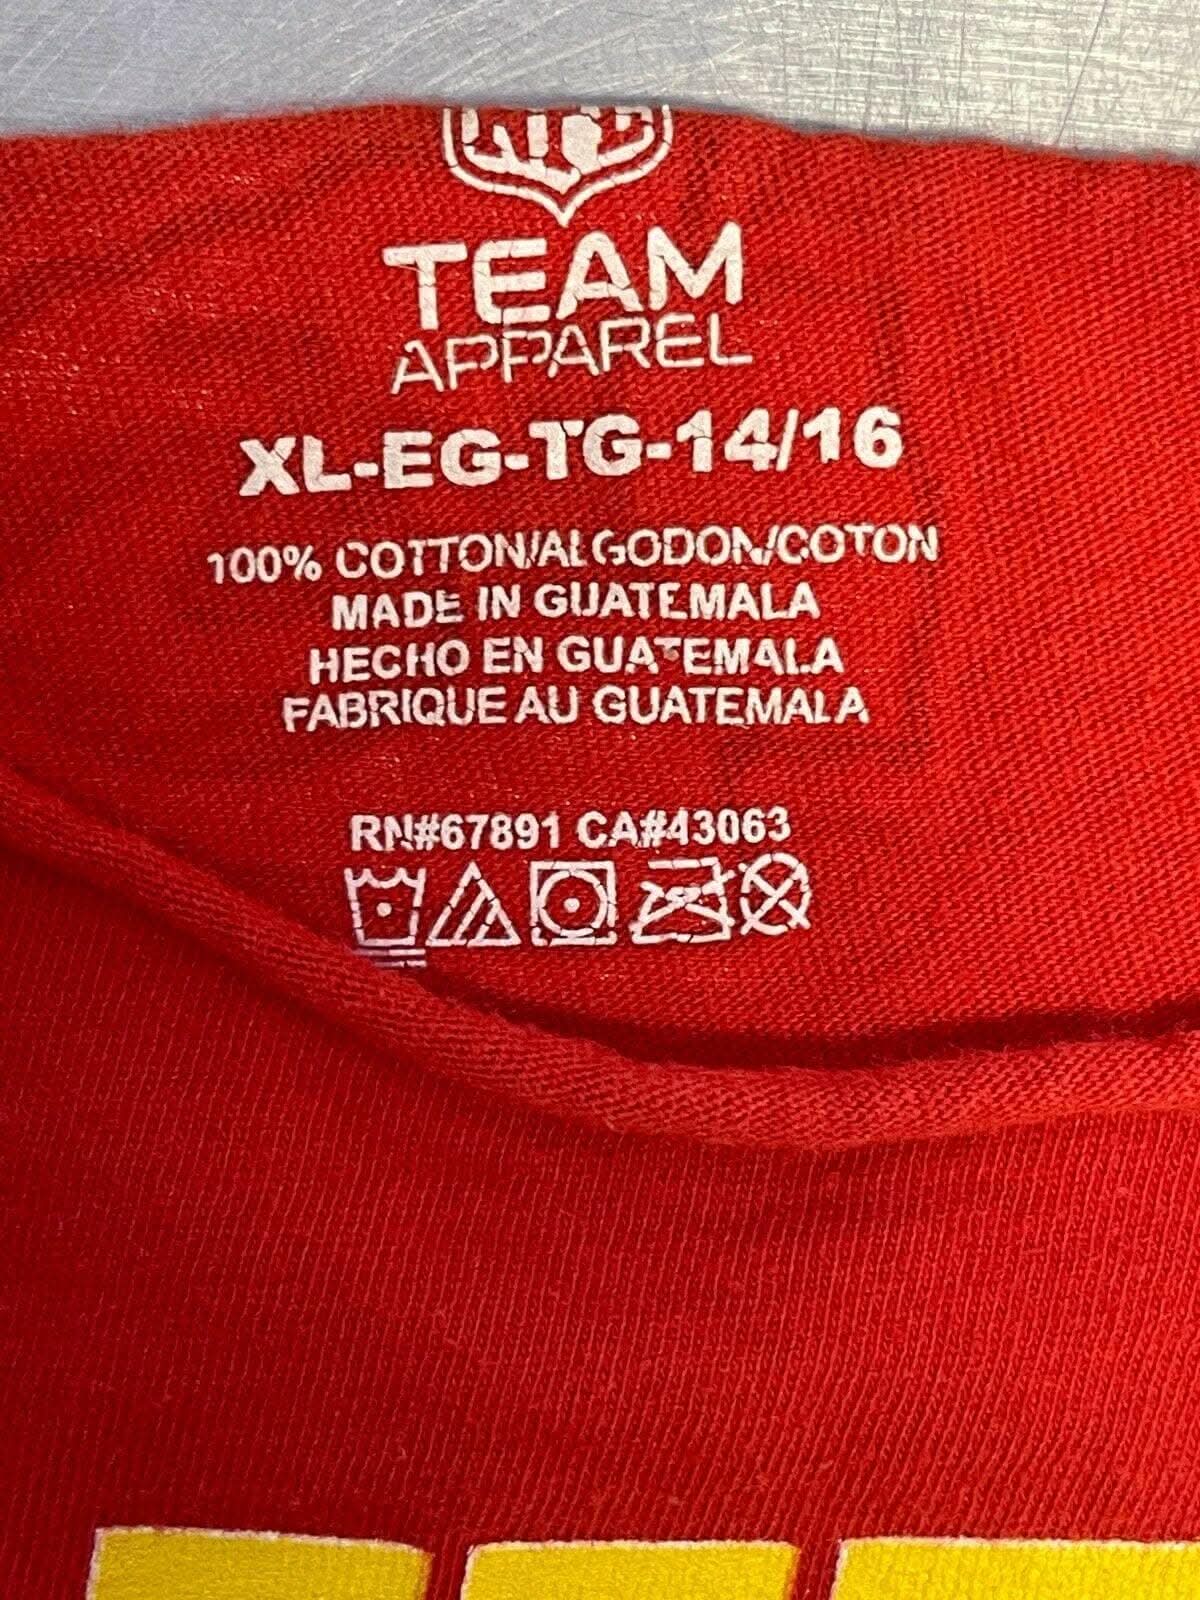 TEAM
APPAREL
XL-EG-TG-14/16
100% COTTON/ALGODON/COTON
MADE IN GUATEMALA
HECHO EN GUATEMALA
FABRIQUE AU GUATEMALA
RN#67891 CA#43063